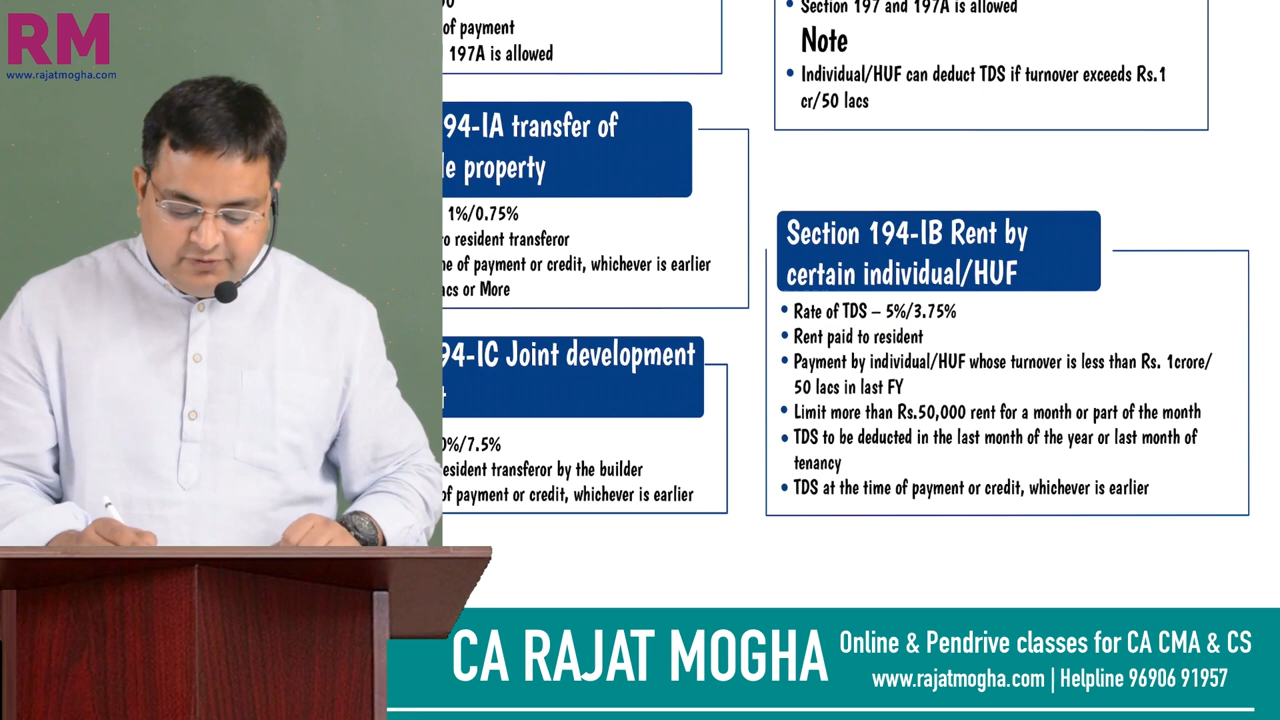 RM
www.rajatmogha.com
of payment
197A is allowed
94-IA transfer of
property
1%/0.75%
resident transferor
of payment or credit, whichever is earlier
or More
94-IC Joint development
/7.5%
transferor by the builder
of payment or credit, whichever is earlier
Section 197 and 197A is allowed
Note
Individual/HUF can deduct TDS if turnover exceeds Rs.1
cr/50 lacs
Section 194-IB Rent by
certain individual/HUF
Rate of TDS – 5%/3.75%
Rent paid to resident
Payment by individual/HUF whose turnover is less than Rs. 1crore/
50 lacs in last FY
Limit more than Rs.50,000 rent for a month or part of the month
TDS to be deducted in the last month of the year or last month of
tenancy
TDS at the time of payment or credit, whichever is earlier
CA RAJAT MOGHA
Online & Pendrive classes for CA CMA & CS
www.rajatmogha.com | Helpline 96906 91957